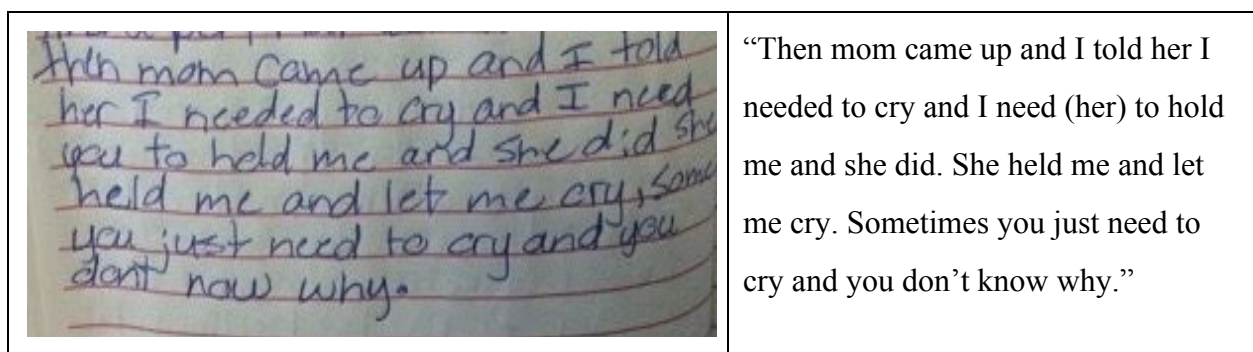 then mom came up and I told
her I needed to cry and I need
you to hold me and she did she
held me and let me cry, some
you just need to cry and you
dont now why.
“Then mom came up and I told her I
needed to cry and I need (her) to hold
me and she did. She held me and let
me cry. Sometimes you just need to
cry and you don’t know why.”